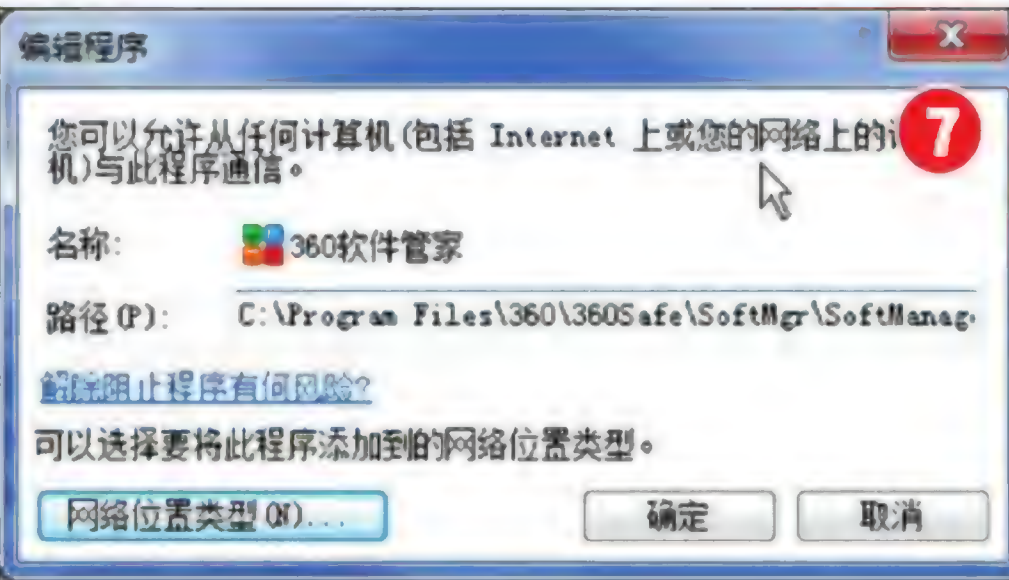 编辑程序
您可以允许从任何计算机(包括 Internet 上或您的网络上的
7
机)与此程序通信。
名称:
360软件管家
路径(P):
C:\Program Files\360\360Safe\SoftMgr\SoftManag
解除阻止程序有何风险?
可以选择要将此程序添加到的网络位置类型。
网络位置类型(N)...
确定
取消